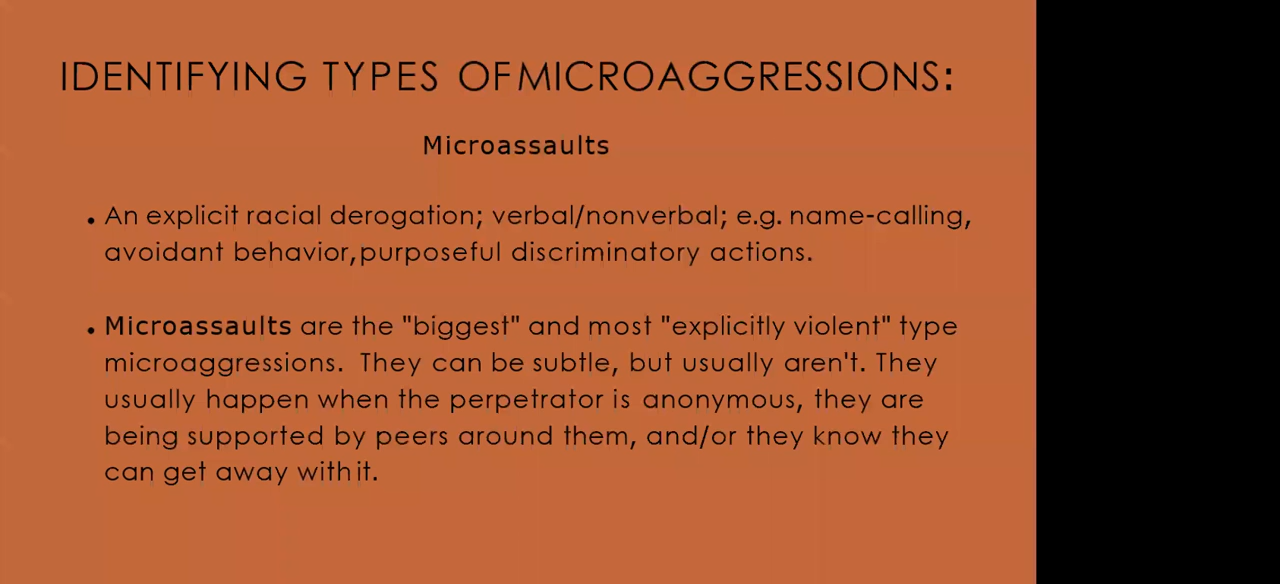 IDENTIFYING TYPES OFMICROAGGRESSIONS:
Microassaults
• An explicit racial derogation; verbal/nonverbal; e.g. name-calling,
avoidant behavior,purposeful discriminatory actions.
• Microassaults are the "biggest" and most "explicitly violent" type
microaggressions. They can be subtle, but usually aren't. They
usually happen when the perpetrator is anonymous, they are
being supported by peers around them, and/or they know they
can get away withit.